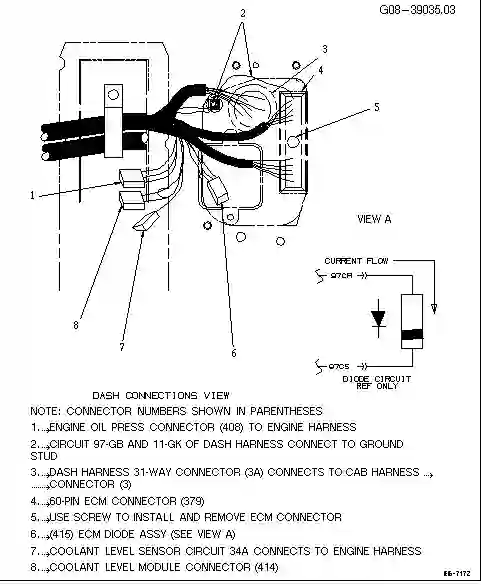 G08-39035.03
2
3
4
5
1
VIEW A
CURRENT FLOW
97CA
8
7
6
97CS
DIODE CIRCUIT
REF ONLY
DASH CONNECTIONS VIEW
NOTE: CONNECTOR NUMBERS SHOWN IN PARENTHESES
1...,ENGINE OIL PRESS CONNECTOR (408) TO ENGINE HARNESS
2...,CIRCUIT 97-GB AND 11-GK OF DASH HARNESS CONNECT TO GROUND
STUD
3...,DASH HARNESS 31-WAY CONNECTOR (3A) CONNECTS TO CAB HARNESS ...,
.......,CONNECTOR (3)
4...,60-PIN ECM CONNECTOR (379)
5...,USE SCREW TO INSTALL AND REMOVE ECM CONNECTOR
6...,(415) ECM DIODE ASSY (SEE VIEW A)
7...,COOLANT LEVEL SENSOR CIRCUIT 34A CONNECTS TO ENGINE HARNESS
8...,COOLANT LEVEL MODULE CONNECTOR (414)
EG-7172